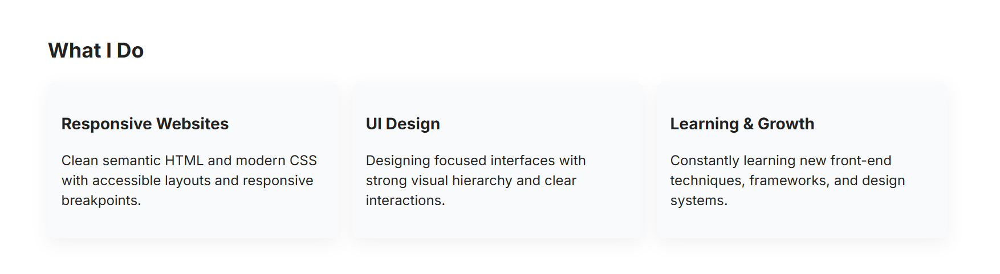 What I Do
Responsive Websites
Clean semantic HTML and modern CSS
with accessible layouts and responsive
breakpoints.
UI Design
Designing focused interfaces with
strong visual hierarchy and clear
interactions.
Learning & Growth
Constantly learning new front-end
techniques, frameworks, and design
systems.